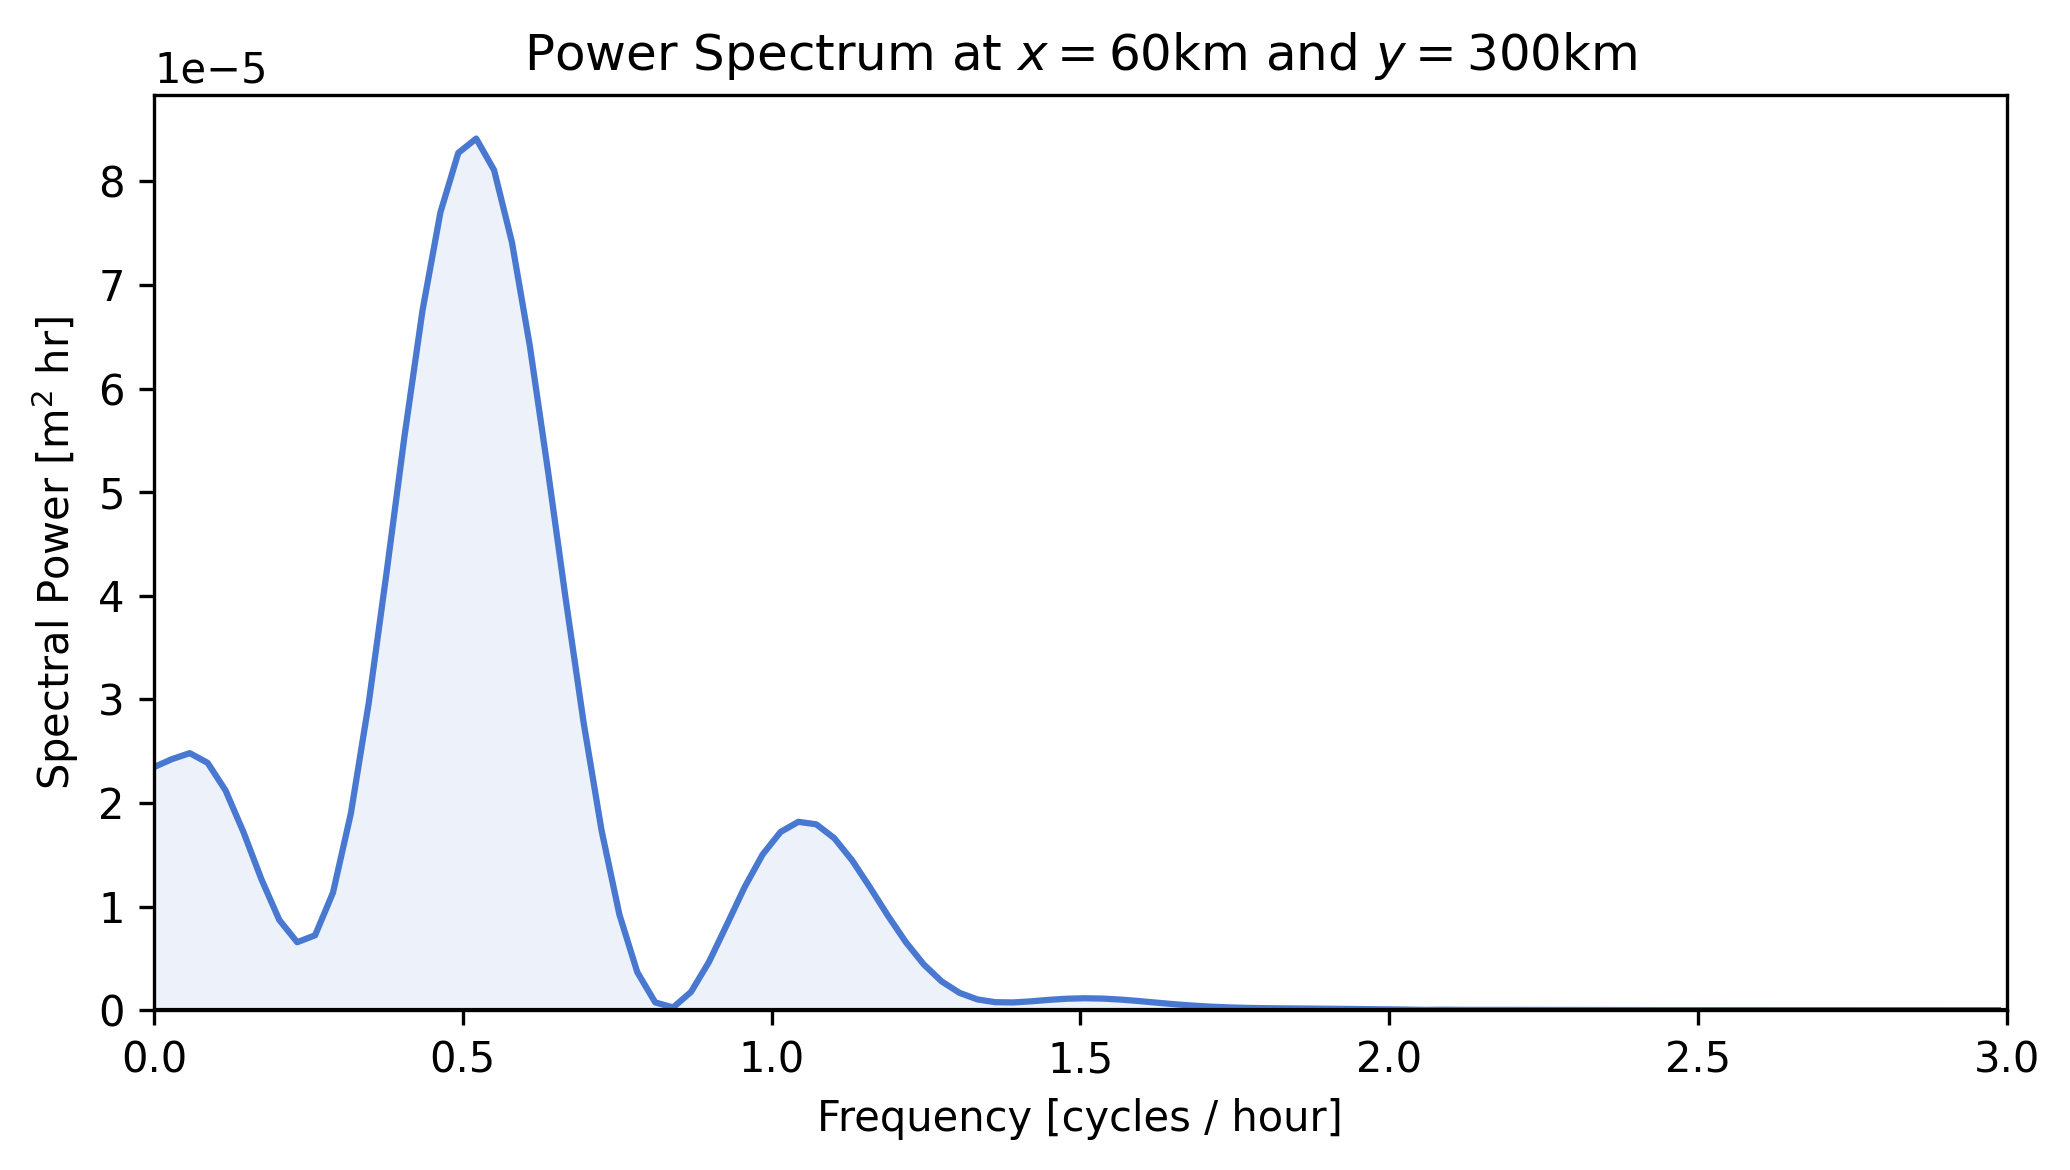 Power Spectrum at x = 60km and y = 300km
1e−5
8
7
6
5
4
3
2
1
0
Spectral Power [m² hr]
0.0 0.5 1.0 1.5 2.0 2.5 3.0
Frequency [cycles / hour]